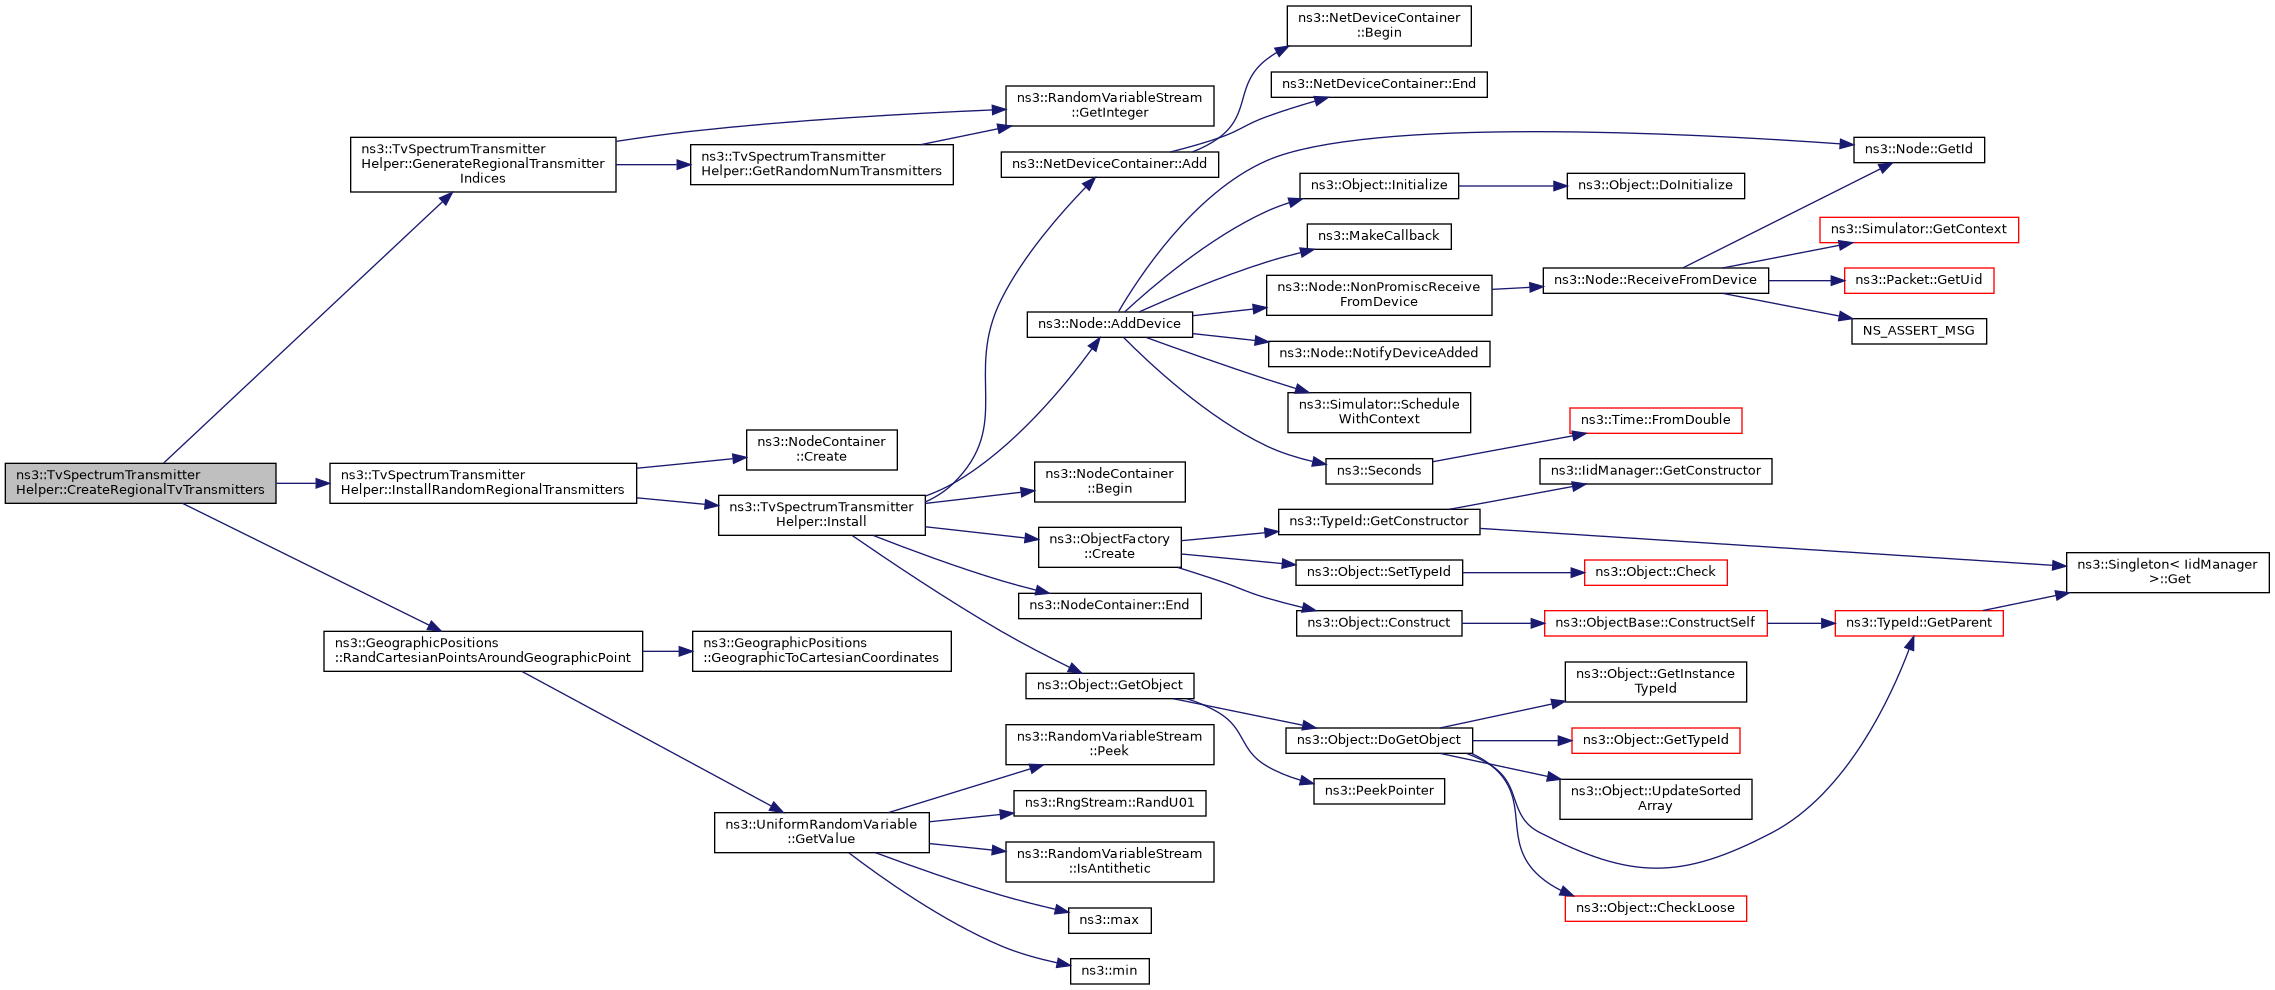 ns3::NetDeviceContainer
::Begin
ns3::NetDeviceContainer::End
ns3::RandomVariableStream
::GetInteger
ns3::TvSpectrumTransmitter
Helper::GenerateRegionalTransmitter
Indices
ns3::TvSpectrumTransmitter
Helper::GetRandomNumTransmitters
ns3::NetDeviceContainer::Add
ns3::Node::GetId
ns3::Object::Initialize
ns3::Object::DoInitialize
ns3::MakeCallback
ns3::Simulator::GetContext
ns3::Node::NonPromiscReceive
FromDevice
ns3::Node::ReceiveFromDevice
ns3::Packet::GetUid
ns3::Node::AddDevice
NS_ASSERT_MSG
ns3::Node::NotifyDeviceAdded
ns3::Simulator::Schedule
WithContext
ns3::Time::FromDouble
ns3::NodeContainer
::Create
ns3::Seconds
ns3::IidManager::GetConstructor
ns3::TvSpectrumTransmitter
Helper::CreateRegionalTvTransmitters
ns3::TvSpectrumTransmitter
Helper::InstallRandomRegionalTransmitters
ns3::NodeContainer
::Begin
ns3::TvSpectrumTransmitter
Helper::Install
ns3::TypeId::GetConstructor
ns3::ObjectFactory
::Create
ns3::Object::SetTypeId
ns3::Object::Check
ns3::Singleton< IidManager
>::Get
ns3::NodeContainer::End
ns3::Object::Construct
ns3::ObjectBase::ConstructSelf
ns3::TypeId::GetParent
ns3::GeographicPositions
::RandCartesianPointsAroundGeographicPoint
ns3::GeographicPositions
::GeographicToCartesianCoordinates
ns3::Object::GetObject
ns3::Object::GetInstance
TypeId
ns3::Object::DoGetObject
ns3::Object::GetTypeId
ns3::RandomVariableStream
::Peek
ns3::PeekPointer
ns3::Object::UpdateSorted
Array
ns3::RngStream::RandU01
ns3::UniformRandomVariable
::GetValue
ns3::RandomVariableStream
::IsAntithetic
ns3::Object::CheckLoose
ns3::max
ns3::min